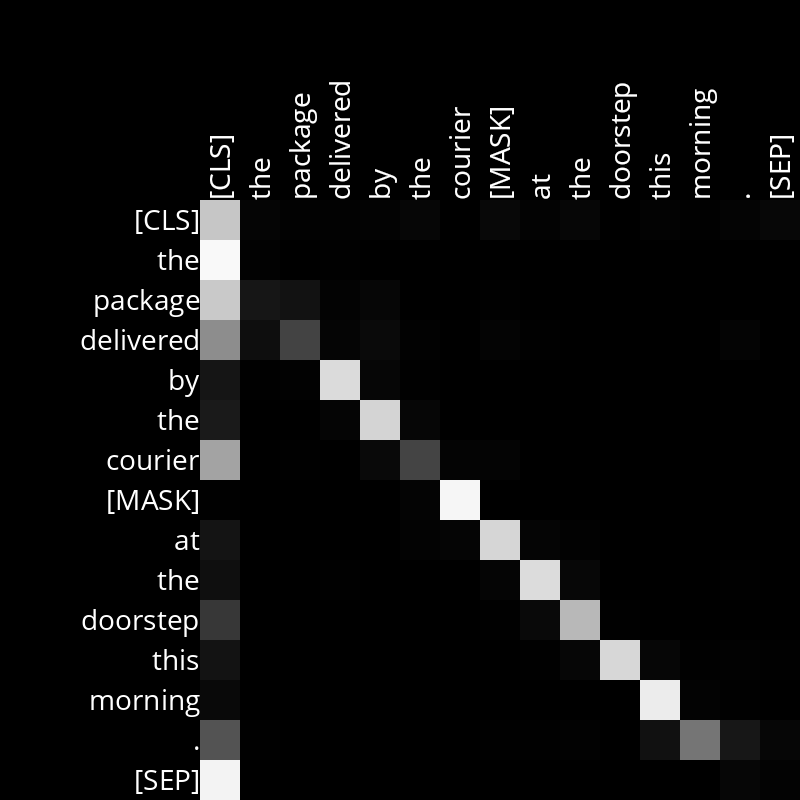 [CLS] the package delivered by the courier [MASK] at the doorstep this morning . [SEP]
[CLS]
the
package
delivered
by
the
courier
[MASK]
at
the
doorstep
this
morning
.
[SEP]